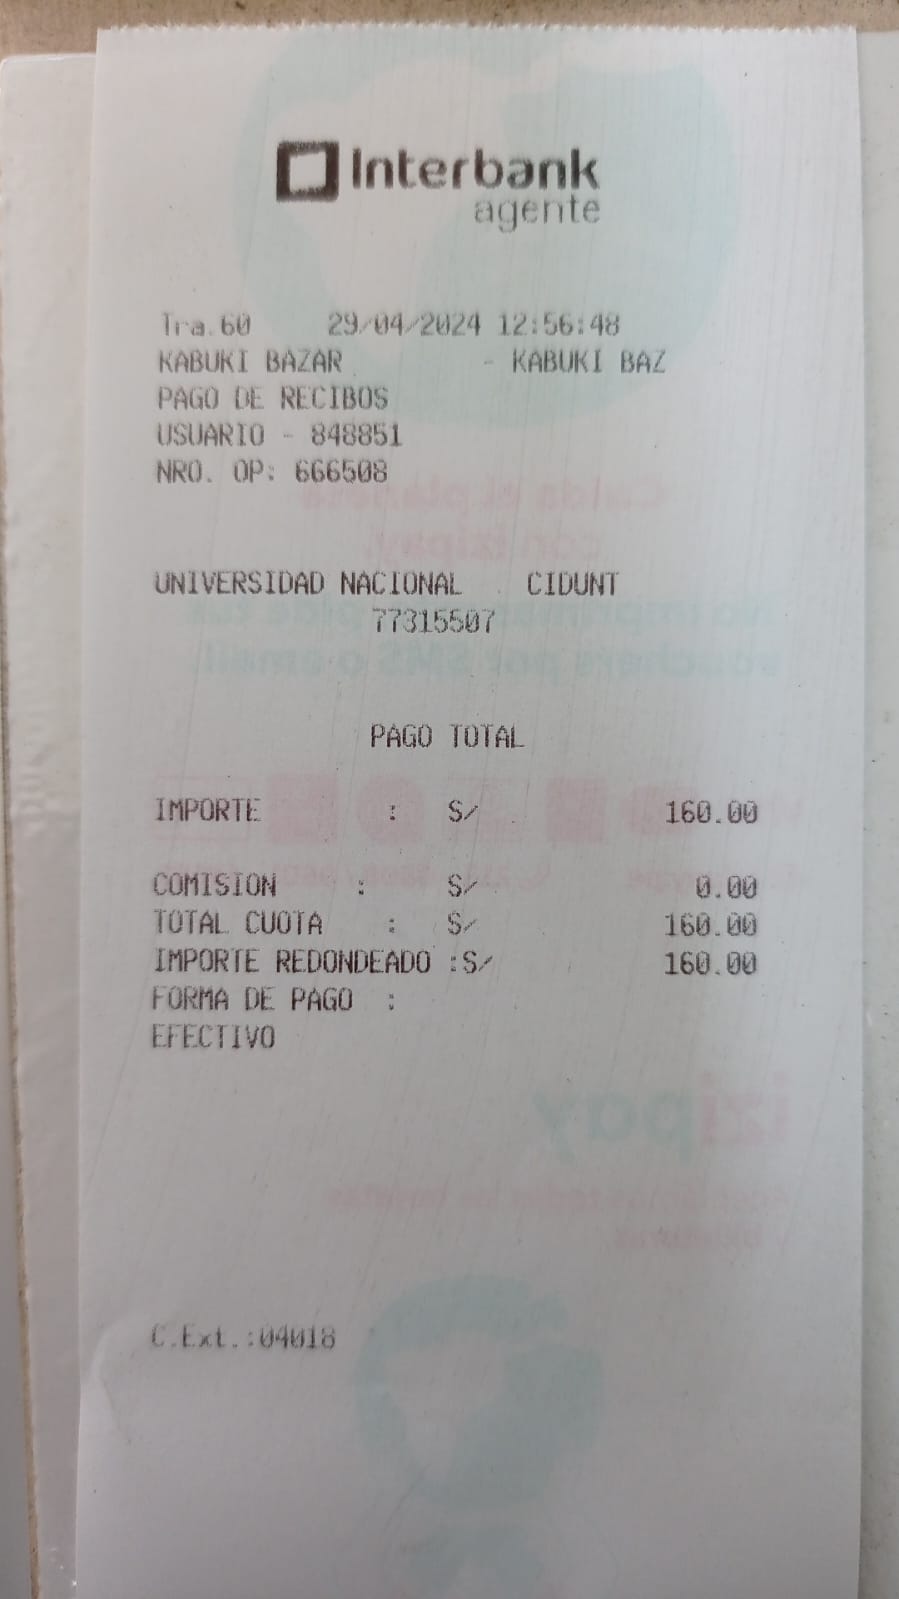 Interbank
agente
Tra.60 29/04/2024 12:56:48
KABUKI BAZAR - KABUKI BAZ
PAGO DE RECIBOS
USUARIO - 848851
NRO. OP: 666508
UNIVERSIDAD NACIONAL CIDUNT
77315507
PAGO TOTAL
IMPORTE : S/ 160.00
COMISION : S/ 0.00
TOTAL CUOTA : S/ 160.00
IMPORTE REDONDEADO :S/ 160.00
FORMA DE PAGO :
EFECTIVO
izipay
C.Ext.:04018